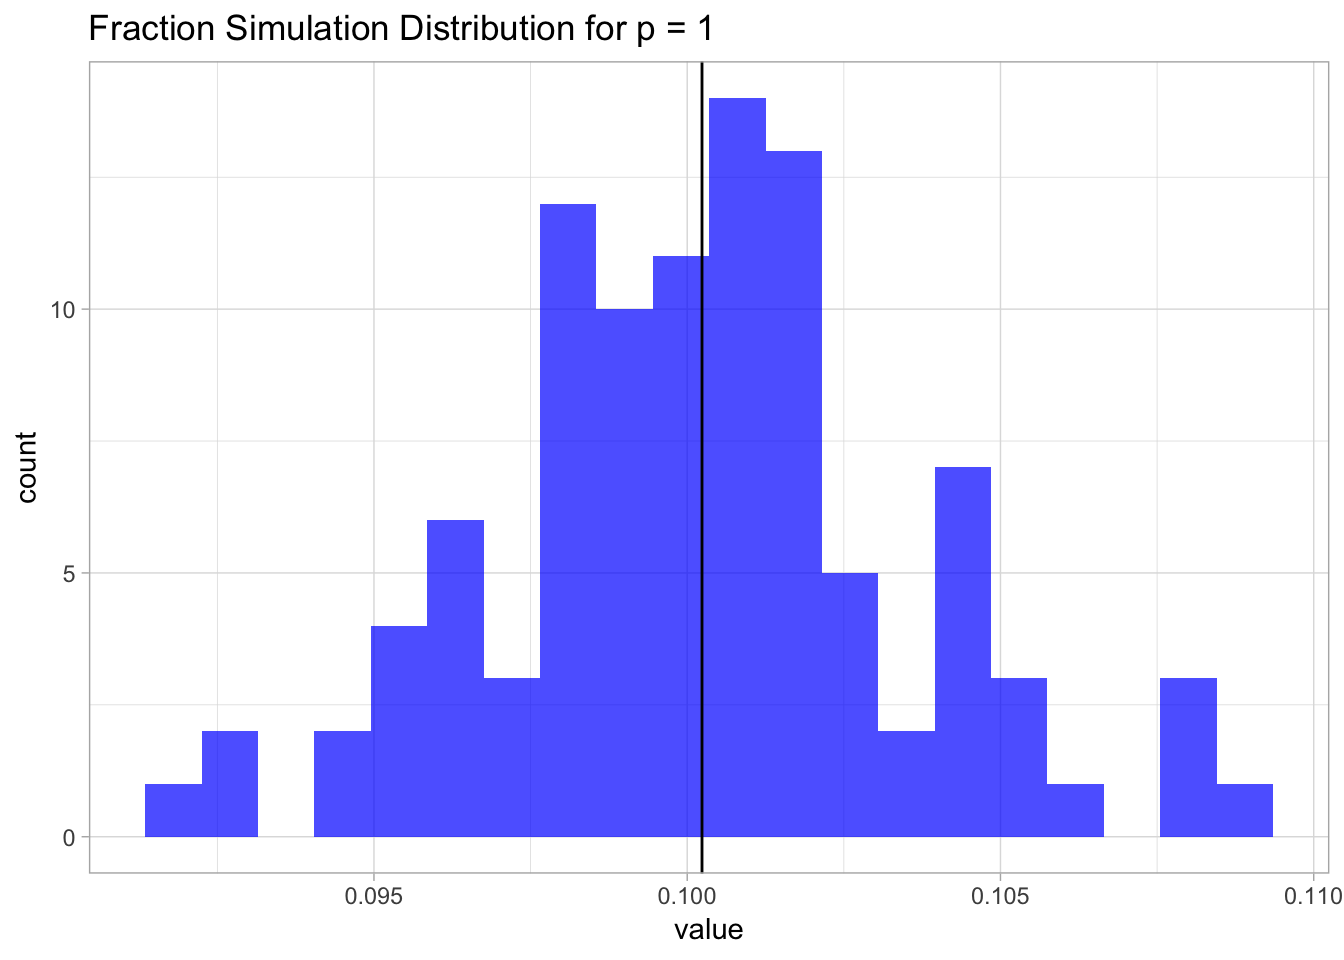 Fraction Simulation Distribution for p = 1
10
5
0
count
0.095 0.100 0.105 0.110
value